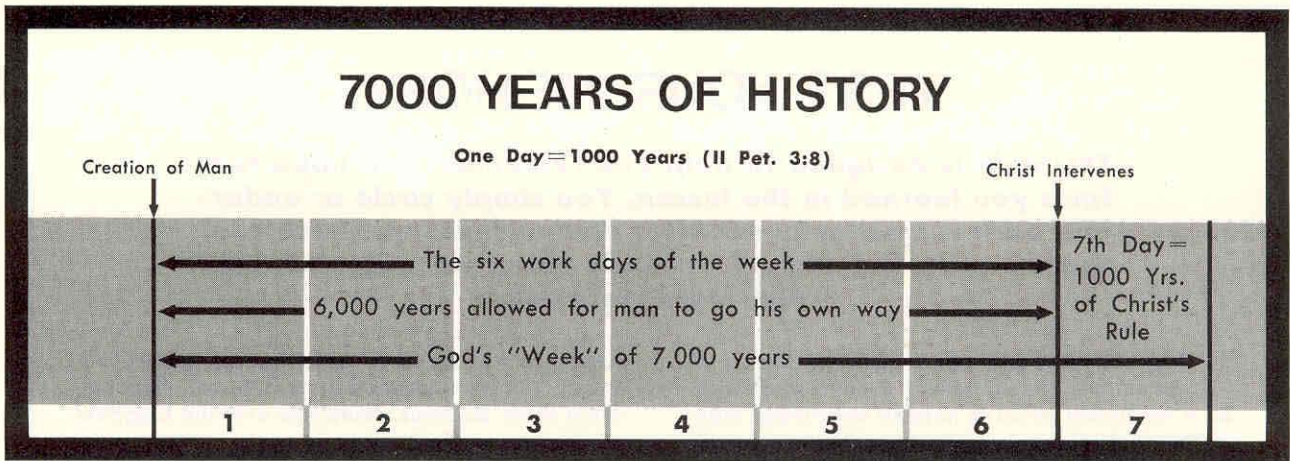 7000 YEARS OF HISTORY
One Day=1000 Years (II Pet. 3:8)
Creation of Man
Christ Intervenes
The six work days of the week
6,000 years allowed for man to go his own way
God's "Week" of 7,000 years
7th Day=
1000 Yrs.
of Christ's
Rule
1 2 3 4 5 6 7